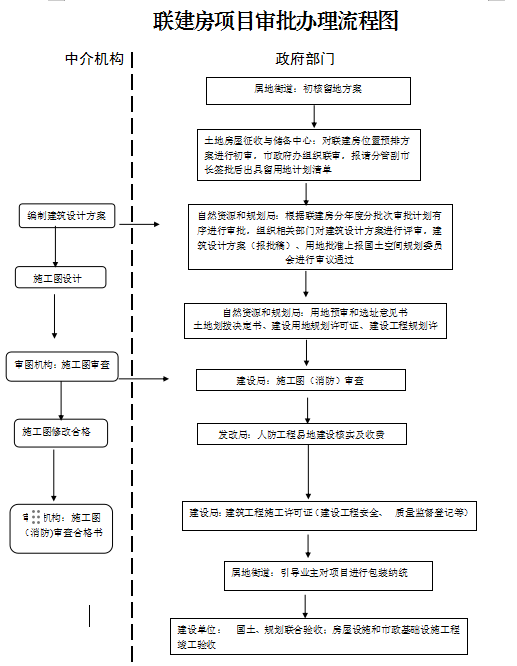 联建房项目审批办理流程图
中介机构
政府部门
属地街道：初核留地方案
土地房屋征收与储备中心：对联建房位置预排方
案进行初审，市政府办组织联审，报请分管副市
长签批后出具留用地计划清单
编制建筑设计方案
自然资源和规划局：根据联建房分年度分批次审批计划有
序进行审批，组织相关部门对建筑设计方案进行评审，建
筑设计方案（报批稿）、用地批准上报国土空间规划委员
会进行审议通过
施工图设计
自然资源和规划局：用地预审和选址意见书
土地划拨决定书、建设用地规划许可证、建设工程规划许
审图机构：施工图审查
建设局：施工图（消防）审查
施工图修改合格
发改局：人防工程易地建设核实及收费
审 机构：施工图
（消防)审查合格书
建设局：建筑工程施工许可证（建设工程安全、 质量监督登记等）
属地街道：引导业主对项目进行包装纳统
建设单位： 国土、规划联合验收；房屋设施和市政基础设施工程
竣工验收